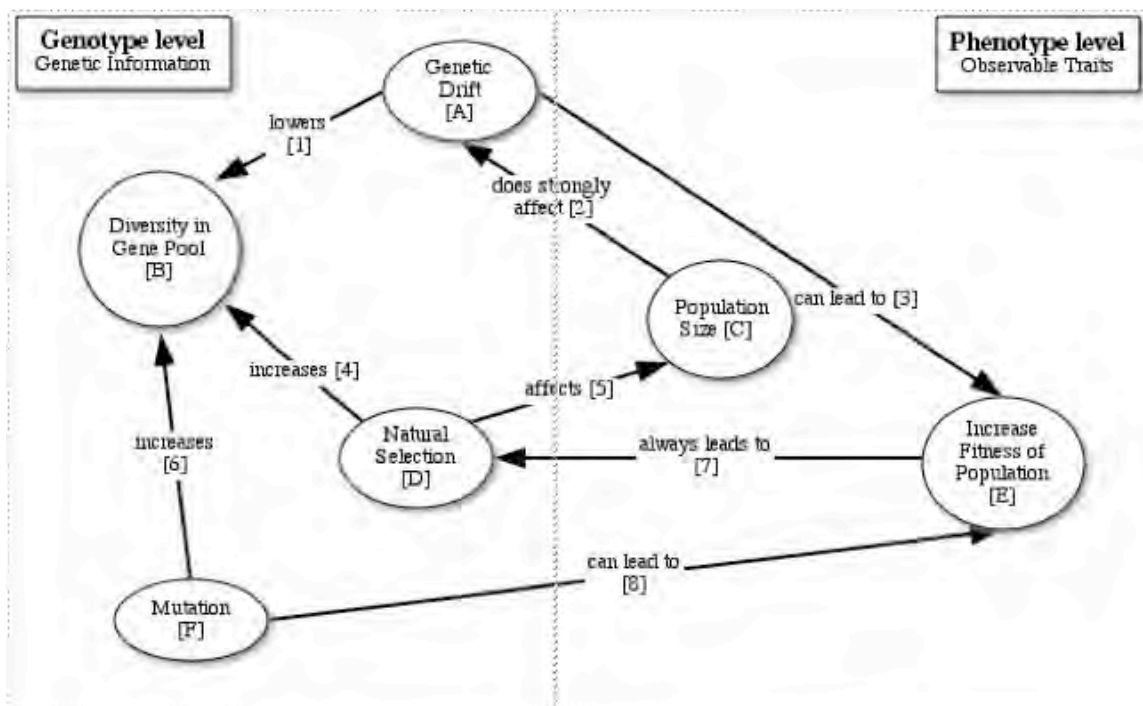 Genotype level
Genetic Information
Phenotype level
Observable Traits
Genetic
Drift
[A]
lowers
[1]
does strongly
affect [2]
Diversity in
Gene Pool
[B]
Population
Size [C]
can lead to [3]
increases [4]
affects [5]
increases
[6]
Natural
Selection
[D]
always leads to
[7]
Increase
Fitness of
Population
[E]
can lead to
[8]
Mutation
[F]